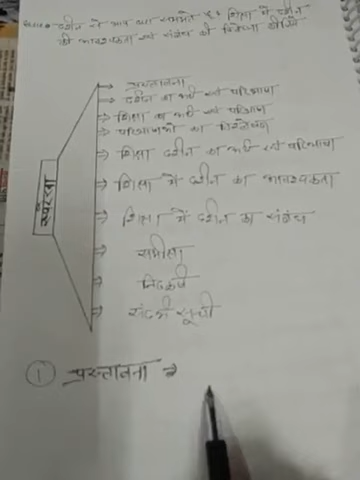 दर्शन से आप क्या समझते है? शिक्षा में दर्शन
की आवश्यकता एवं संबंध की विवेचना कीजिए
प्रस्तावना
दर्शन का अर्थ एवं परिभाषा
शिक्षा का अर्थ एवं परिभाषा
परिभाषाओं का विश्लेषण
शिक्षा दर्शन का अर्थ एवं परिभाषा
शिक्षा में दर्शन का आवश्यकता
शिक्षा में दर्शन का संबंध
समीक्षा
निष्कर्ष
संदर्भ सूची
रूपरेखा
① प्रस्तावना